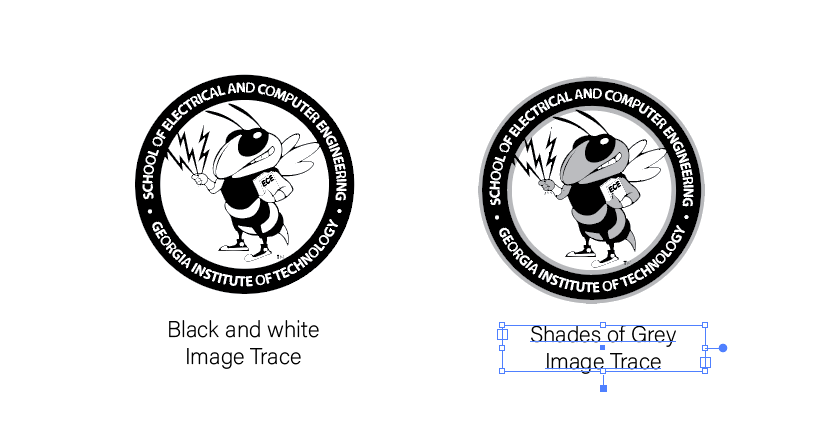 SCHOOL OF ELECTRICAL AND COMPUTER ENGINEERING
ECE
• GEORGIA INSTITUTE OF TECHNOLOGY •
Black and white
Image Trace
SCHOOL OF ELECTRICAL AND COMPUTER ENGINEERING
ECE
• GEORGIA INSTITUTE OF TECHNOLOGY •
Shades of Grey
Image Trace